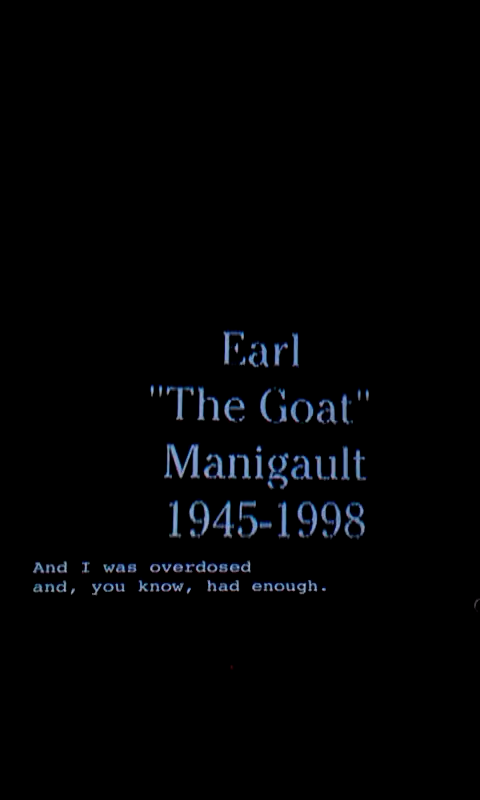 Earl
"The Goat"
Manigault
1945-1998
And I was overdosed
and, you know, had enough.